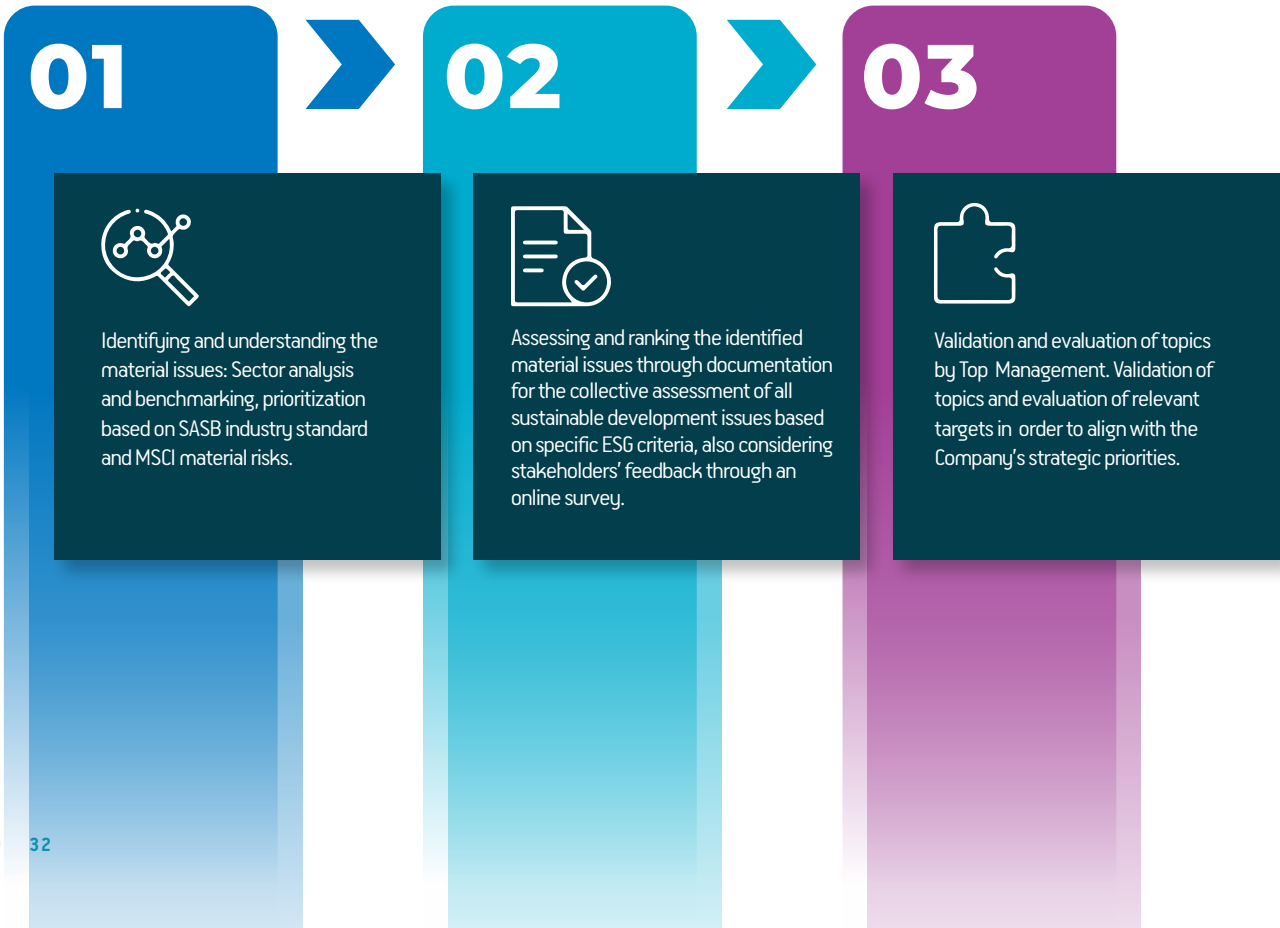 01
Identifying and understanding the
material issues: Sector analysis
and benchmarking, prioritization
based on SASB industry standard
and MSCI material risks.
02
Assessing and ranking the identified
material issues through documentation
for the collective assessment of all
sustainable development issues based
on specific ESG criteria, also considering
stakeholders' feedback through an
online survey.
03
Validation and evaluation of topics
by Top Management. Validation of
topics and evaluation of relevant
targets in order to align with the
Company's strategic priorities.
32